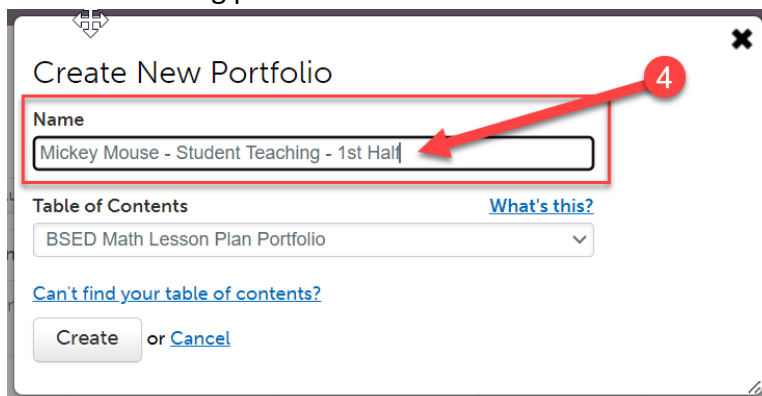 Create New Portfolio
4
Name
Mickey Mouse - Student Teaching - 1st Half
Table of Contents What's this?
BSED Math Lesson Plan Portfolio
Can't find your table of contents?
Create or Cancel